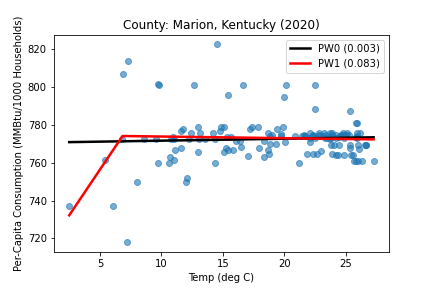 County: Marion, Kentucky (2020)
PW0 (0.003)
PW1 (0.083)
Per-Capita Consumption (MMBtu/1000 Households)
820
800
780
760
740
720
5 10 15 20 25
Temp (deg C)